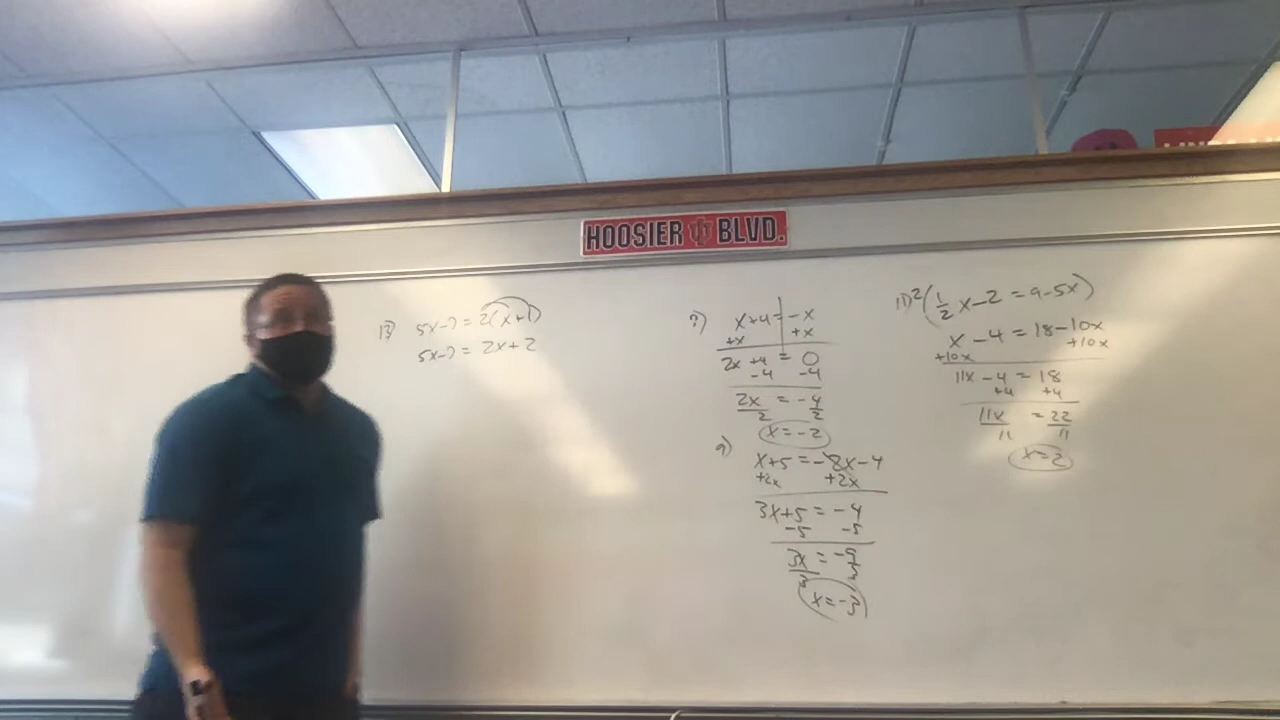 HOOSIER BLVD.
13) 5x-7 = 2(x+1)
5x-7 = 2x+2
7) x+4 = -x
+x +x
2x +4 = 0
-4 -4
2x = -4
2 2
x = -2
9) x+5 = -2x-4
+2x +2x
3x+5 = -4
-5 -5
3x = -9
3 3
x = -3
11) 2(1/2 x-2 = 9-5x)
x - 4 = 18-10x
+10x +10x
11x - 4 = 18
+4 +4
11x = 22
11 11
x = 2